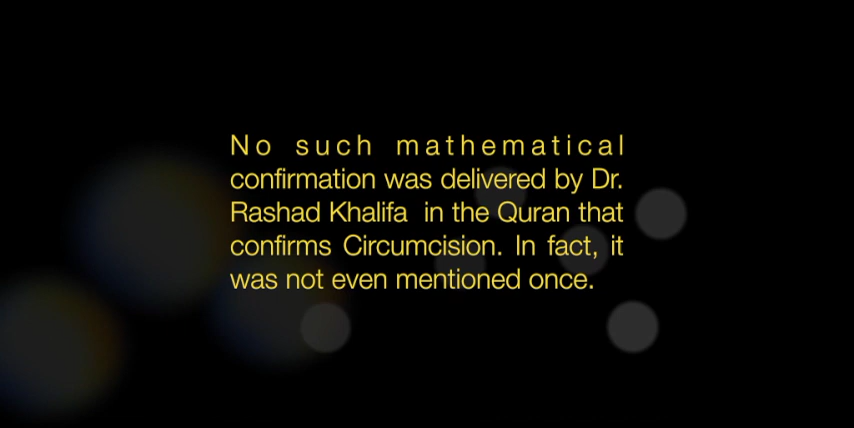 No such mathematical
confirmation was delivered by Dr.
Rashad Khalifa in the Quran that
confirms Circumcision. In fact, it
was not even mentioned once.